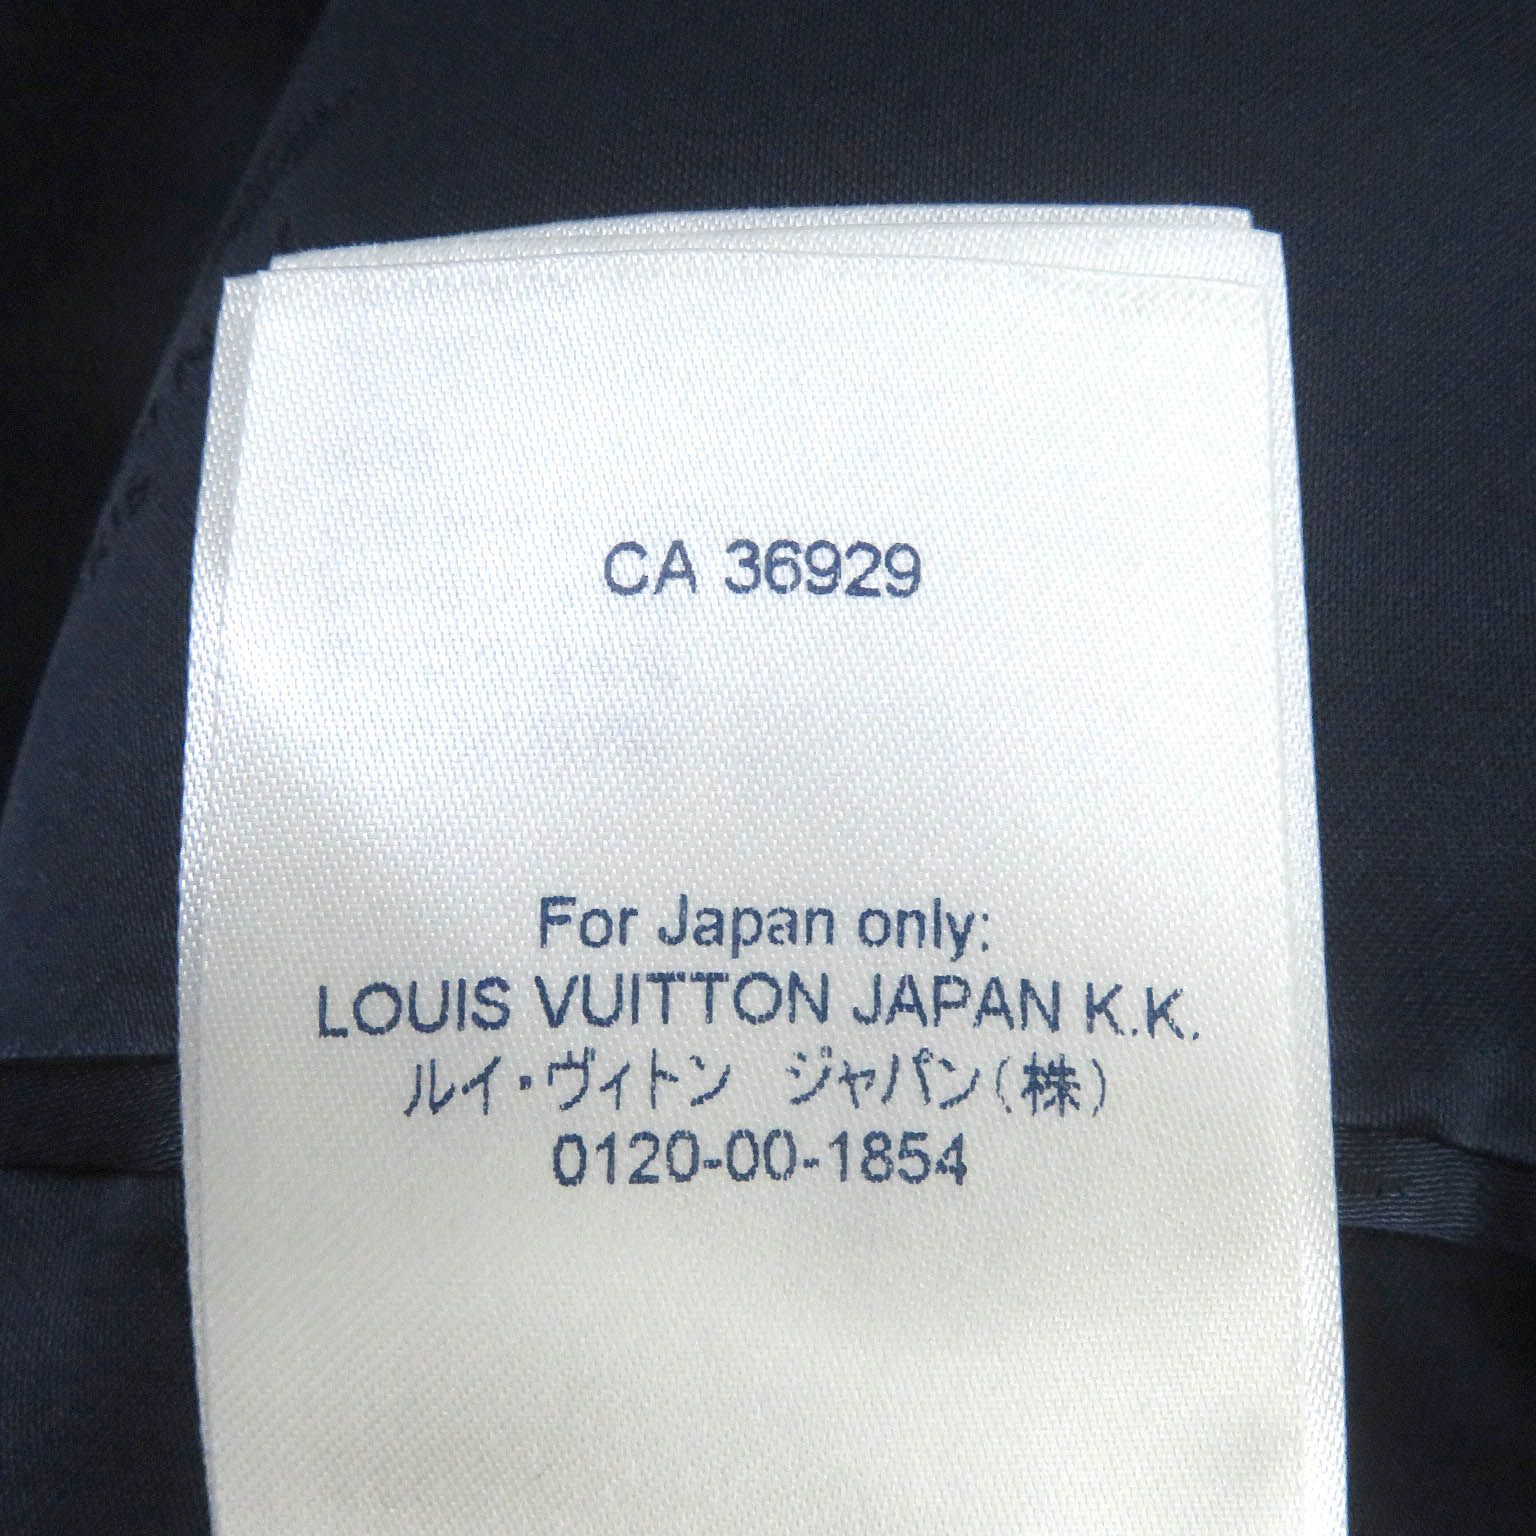 CA 36929
For Japan only:
LOUIS VUITTON JAPAN K.K.
ルイ・ヴィトン ジャパン(株)
0120-00-1854